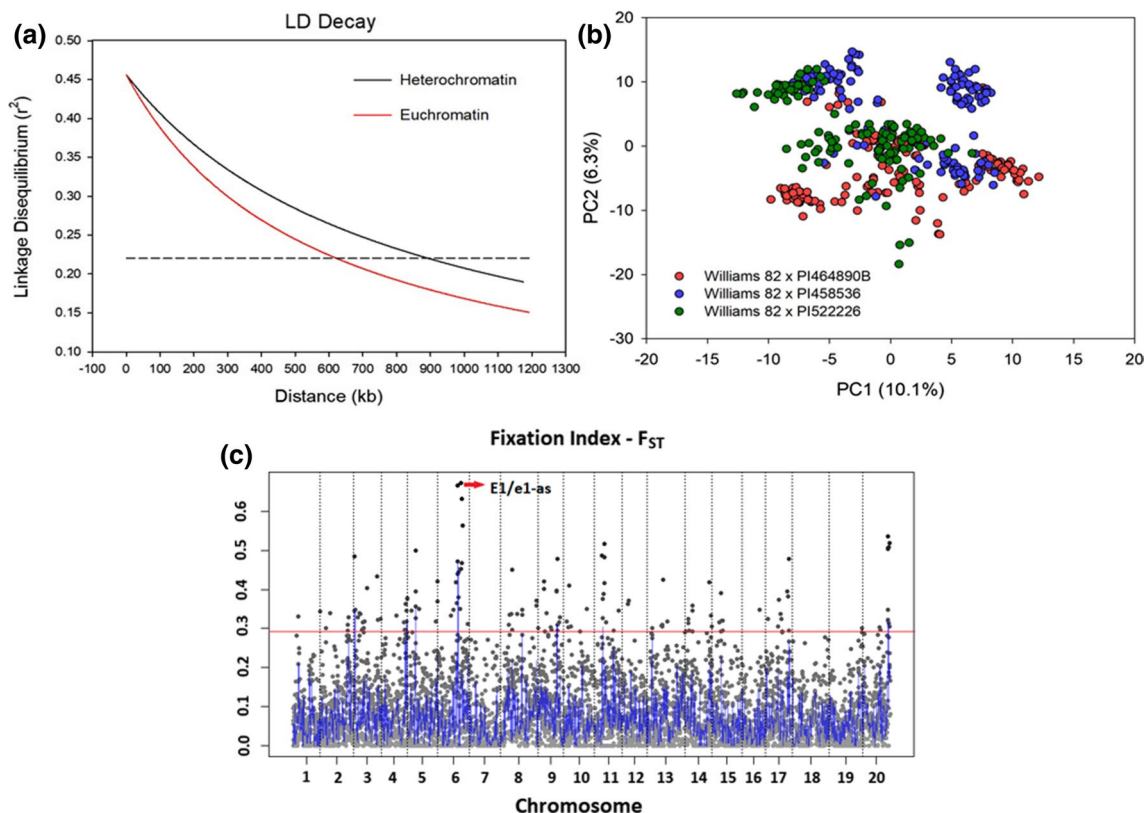 (a)
LD Decay
0.50
0.45
0.40
0.35
0.30
0.25
0.20
0.15
0.10
Linkage Disequilibrium (r²)
Heterochromatin
Euchromatin
-100 0 100 200 300 400 500 600 700 800 900 1000 1100 1200 1300
Distance (kb)
(b)
20
10
0
-10
-20
-30
PC2 (6.3%)
Williams 82 x PI464890B
Williams 82 x PI458536
Williams 82 x PI522226
-20 -15 -10 -5 0 5 10 15 20
PC1 (10.1%)
(c)
Fixation Index - FST
E1/e1-as
0.6
0.5
0.4
0.3
0.2
0.1
0.0
1 2 3 4 5 6 7 8 9 10 11 12 13 14 15 16 17 18 19 20
Chromosome